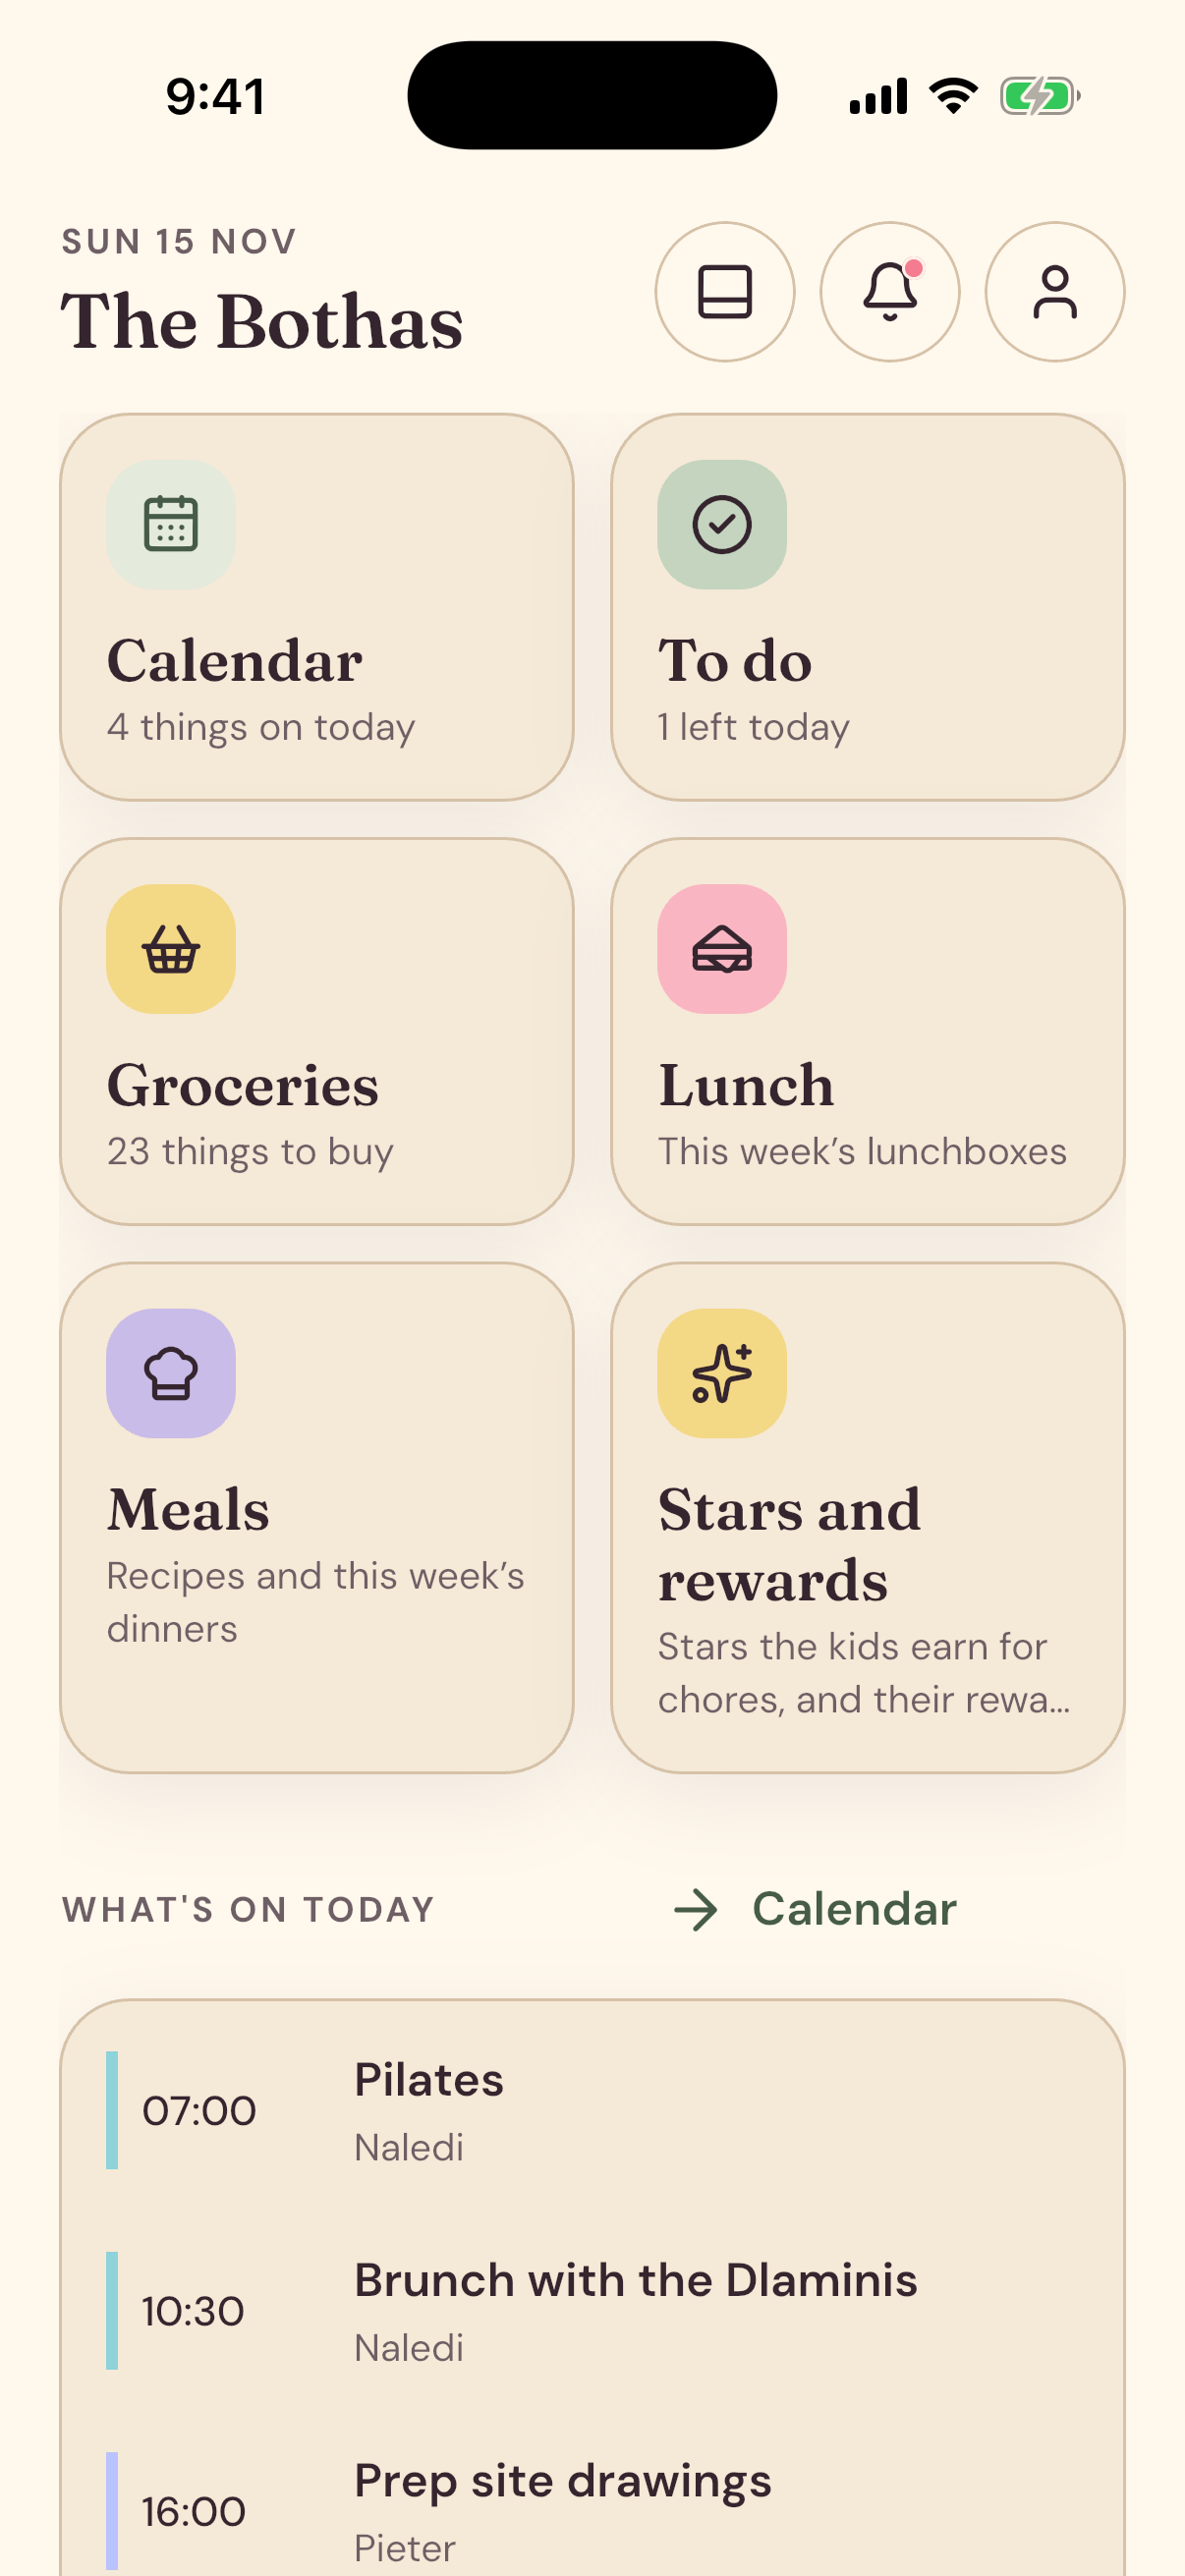 9:41
SUN 15 NOV
The Bothas
Calendar
4 things on today
To do
1 left today
Groceries
23 things to buy
Lunch
This week’s lunchboxes
Meals
Recipes and this week’s
dinners
Stars and
rewards
Stars the kids earn for
chores, and their rewa...
WHAT'S ON TODAY
Calendar
07:00
Pilates
Naledi
10:30
Brunch with the Dlaminis
Naledi
16:00
Prep site drawings
Pieter